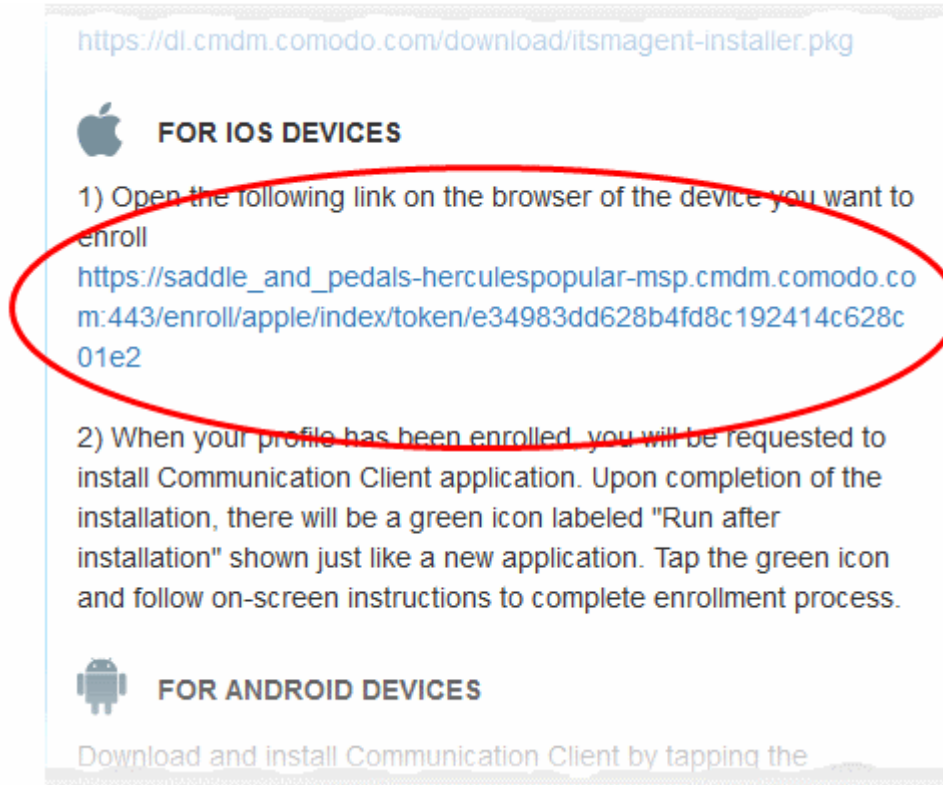 https://dl.cmdm.comodo.com/download/itsmagent-installer.pkg
FOR IOS DEVICES
1) Open the following link on the browser of the device you want to
enroll
https://saddle_and_pedals-herculespopular-msp.cmdm.comodo.co
m:443/enroll/apple/index/token/e34983dd628b4fd8c192414c628c
01e2
2) When your profile has been enrolled, you will be requested to
install Communication Client application. Upon completion of the
installation, there will be a green icon labeled "Run after
installation" shown just like a new application. Tap the green icon
and follow on-screen instructions to complete enrollment process.
FOR ANDROID DEVICES
Download and install Communication Client by tapping the